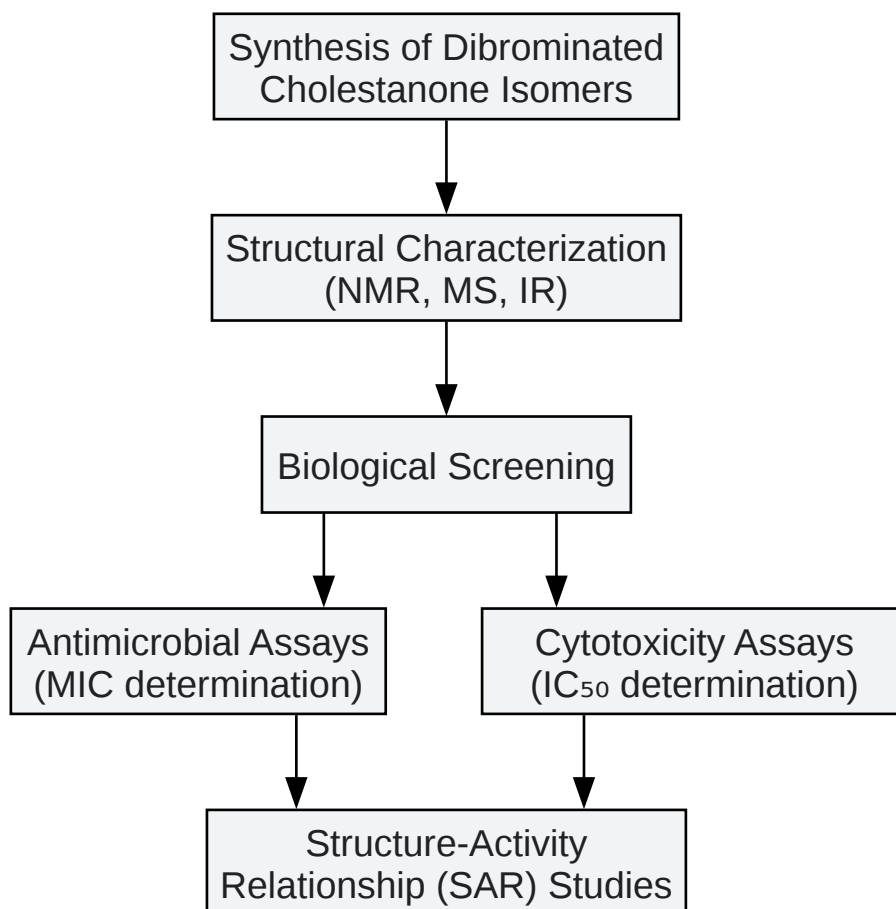 Synthesis of Dibrominated
Cholestanone Isomers
Structural Characterization
(NMR, MS, IR)
Biological Screening
Antimicrobial Assays
(MIC determination)
Cytotoxicity Assays
(IC₅₀ determination)
Structure-Activity
Relationship (SAR) Studies